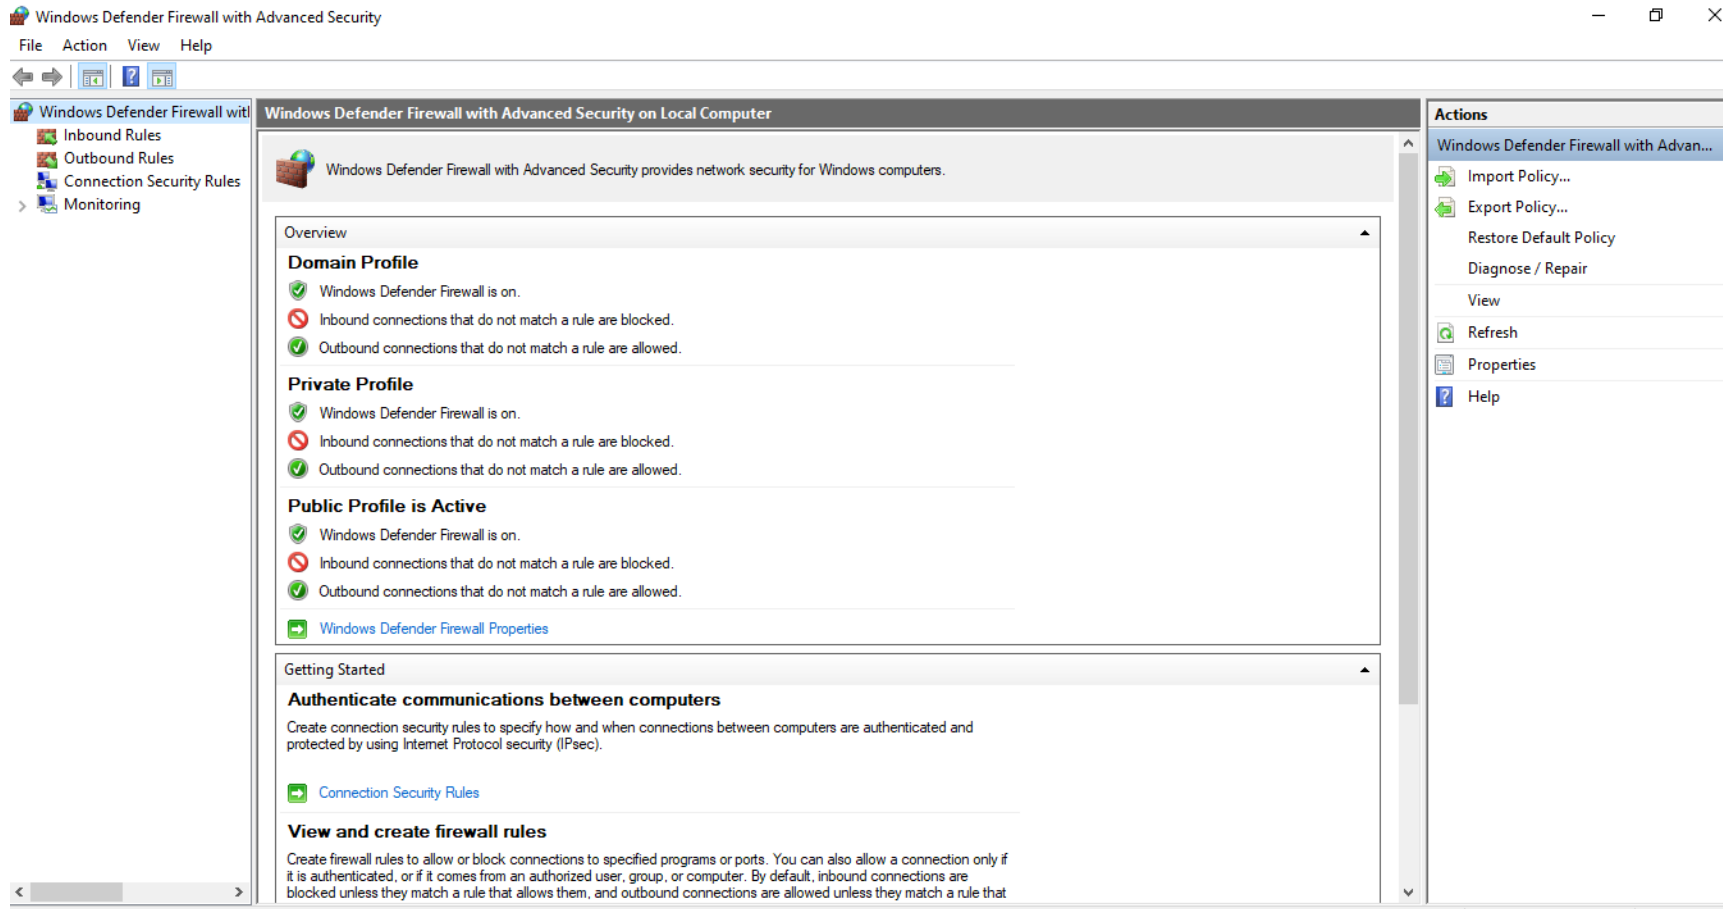 Windows Defender Firewall with Advanced Security
File Action View Help
Windows Defender Firewall with
Inbound Rules
Outbound Rules
Connection Security Rules
Monitoring
Windows Defender Firewall with Advanced Security on Local Computer
Windows Defender Firewall with Advanced Security provides network security for Windows computers.
Overview
Domain Profile
Windows Defender Firewall is on.
Inbound connections that do not match a rule are blocked.
Outbound connections that do not match a rule are allowed.
Private Profile
Windows Defender Firewall is on.
Inbound connections that do not match a rule are blocked.
Outbound connections that do not match a rule are allowed.
Public Profile is Active
Windows Defender Firewall is on.
Inbound connections that do not match a rule are blocked.
Outbound connections that do not match a rule are allowed.
Windows Defender Firewall Properties
Getting Started
Authenticate communications between computers
Create connection security rules to specify how and when connections between computers are authenticated and
protected by using Internet Protocol security (IPsec).
Connection Security Rules
View and create firewall rules
Create firewall rules to allow or block connections to specified programs or ports. You can also allow a connection only if
it is authenticated, or if it comes from an authorized user, group, or computer. By default, inbound connections are
blocked unless they match a rule that allows them, and outbound connections are allowed unless they match a rule that
Actions
Windows Defender Firewall with Advan...
Import Policy...
Export Policy...
Restore Default Policy
Diagnose / Repair
View
Refresh
Properties
Help